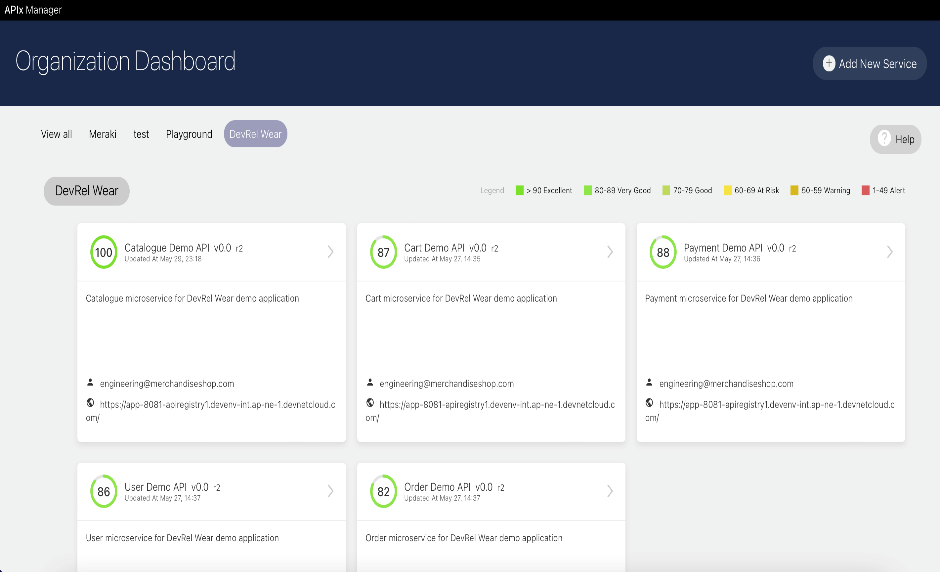 APIx Manager
Organization Dashboard
Add New Service
View all Meraki test Playground DevRel Wear
? Help
DevRel Wear
Legend > 90 Excellent 80-89 Very Good 70-79 Good 60-69 At Risk 50-59 Warning 1-49 Alert
100 Catalogue Demo API v0.0 r2
Updated At May 29, 23:18
Catalogue microservice for DevRel Wear demo application
engineering@merchandiseshop.com
https://app-8081-apiregistry1.devenv-int.ap-ne-1.devnetcloud.c
om/
87 Cart Demo API v0.0 r2
Updated At May 27, 14:35
Cart microservice for DevRel Wear demo application
engineering@merchandiseshop.com
https://app-8081-apiregistry1.devenv-int.ap-ne-1.devnetcloud.c
om/
88 Payment Demo API v0.0 r2
Updated At May 27, 14:36
Payment microservice for DevRel Wear demo application
engineering@merchandiseshop.com
https://app-8081-apiregistry1.devenv-int.ap-ne-1.devnetcloud.c
om/
86 User Demo API v0.0 r2
Updated At May 27, 14:37
User microservice for DevRel Wear demo application
82 Order Demo API v0.0 r2
Updated At May 27, 14:37
Order microservice for DevRel Wear demo application